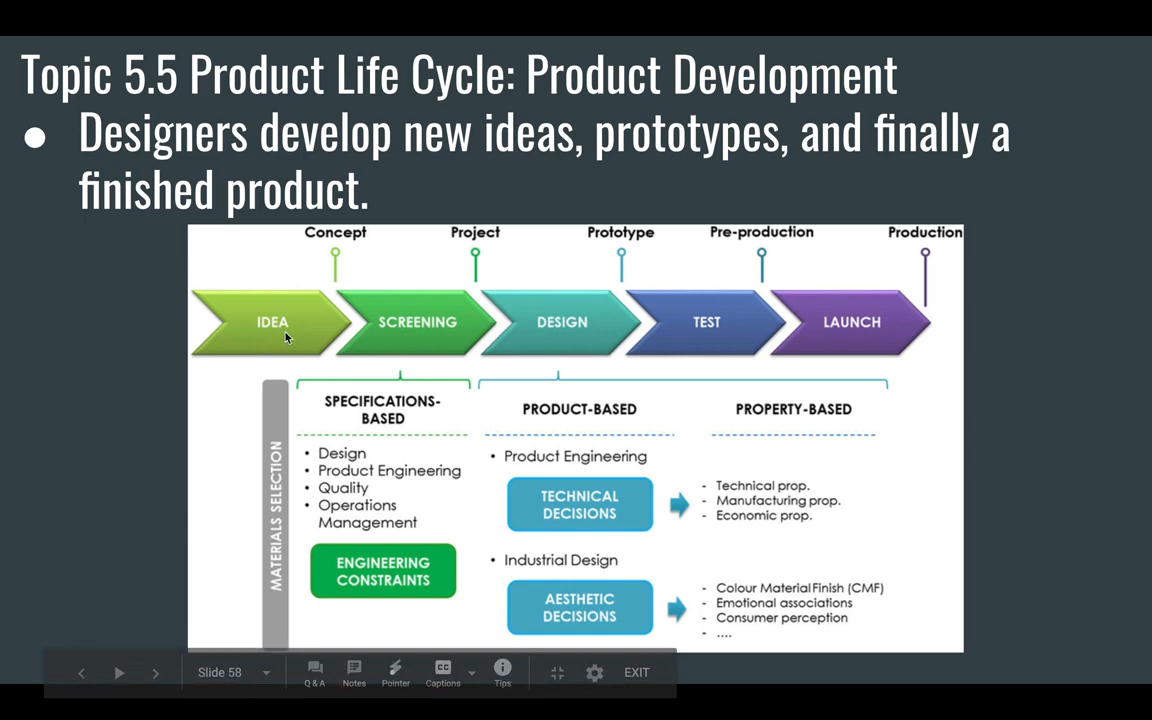 Topic 5.5 Product Life Cycle: Product Development
● Designers develop new ideas, prototypes, and finally a
finished product.
Concept Project Prototype Pre-production Production
IDEA SCREENING DESIGN TEST LAUNCH
MATERIALS SELECTION
SPECIFICATIONS-
BASED
• Design
• Product Engineering
• Quality
• Operations
Management
ENGINEERING
CONSTRAINTS
PRODUCT-BASED
• Product Engineering
TECHNICAL
DECISIONS
• Industrial Design
AESTHETIC
DECISIONS
PROPERTY-BASED
- Technical prop.
- Manufacturing prop.
- Economic prop.
- Colour Material Finish (CMF)
- Emotional associations
- Consumer perception
- ....
Slide 58
Q & A
Notes
Pointer
CC
Captions
Tips
EXIT